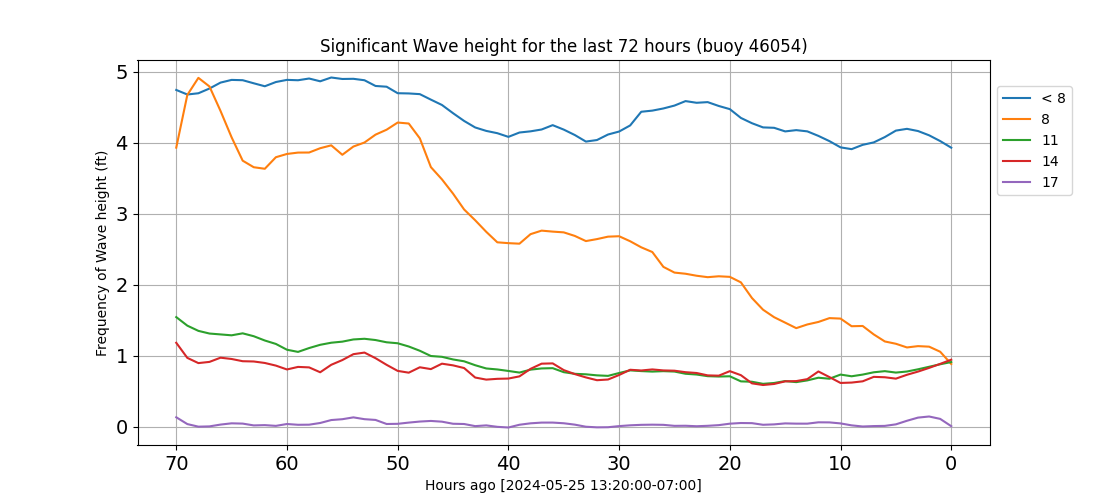 Significant Wave height for the last 72 hours (buoy 46054)
Frequency of Wave height (ft)
5
4
3
2
1
0
70 60 50 40 30 20 10 0
Hours ago [2024-05-25 13:20:00-07:00]
< 8
8
11
14
17